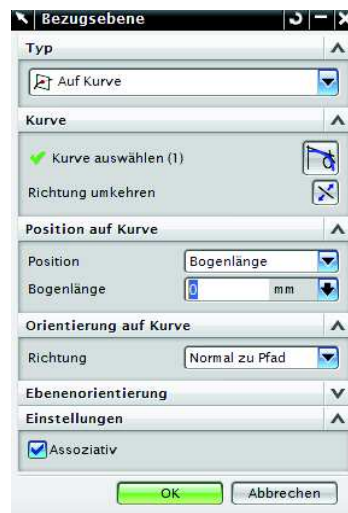 Bezugsebene
Typ
Auf Kurve
Kurve
Kurve auswählen (1)
Richtung umkehren
Position auf Kurve
Position Bogenlänge
Bogenlänge 0 mm
Orientierung auf Kurve
Richtung Normal zu Pfad
Ebenenorientierung
Einstellungen
Assoziativ
OK Abbrechen